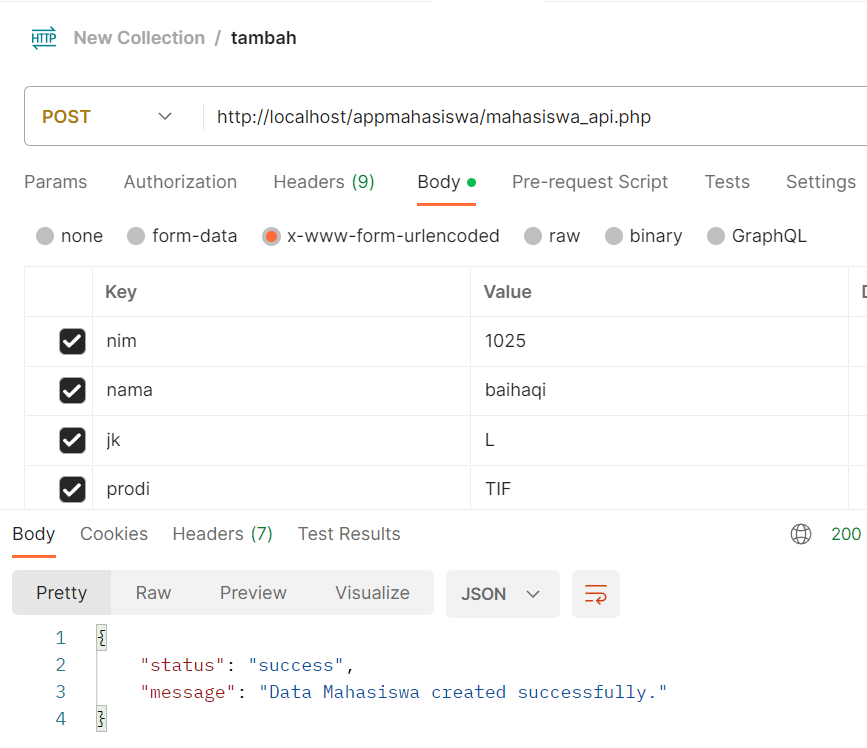 HTTP New Collection / tambah
POST http://localhost/appmahasiswa/mahasiswa_api.php
Params Authorization Headers (9) Body Pre-request Script Tests Settings
none form-data x-www-form-urlencoded raw binary GraphQL
Key Value
nim 1025
nama baihaqi
jk L
prodi TIF
Body Cookies Headers (7) Test Results 200
Pretty Raw Preview Visualize JSON
1 {
2 "status": "success",
3 "message": "Data Mahasiswa created successfully."
4 }